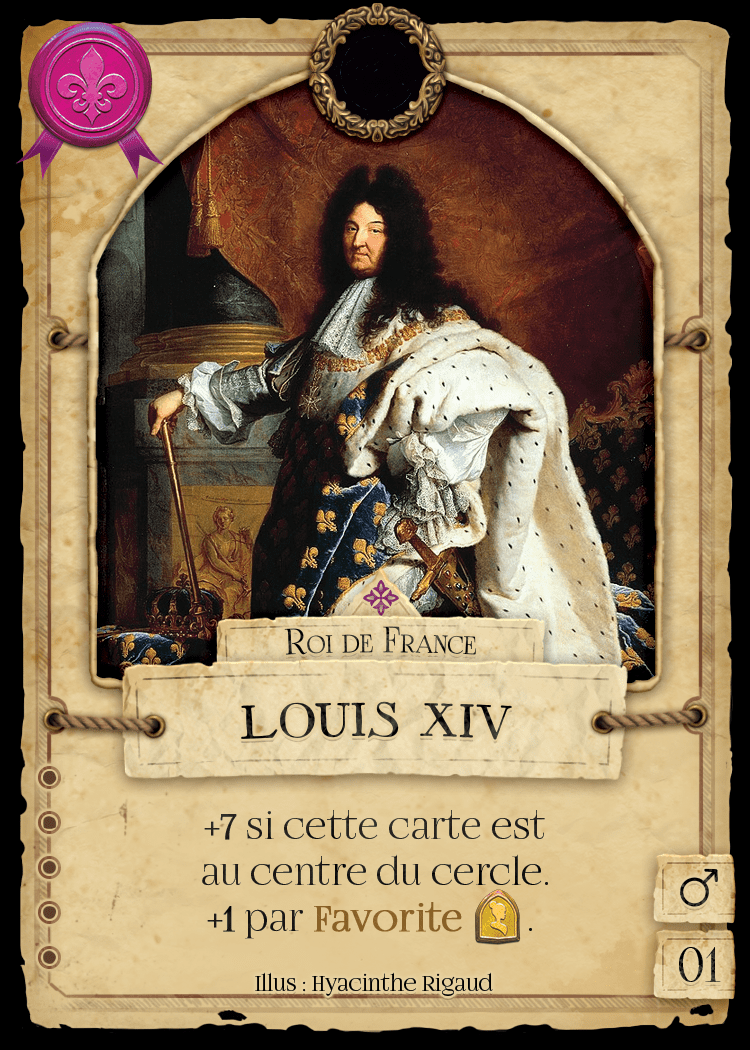 ROI DE FRANCE
LOUIS XIV
+7 si cette carte est
au centre du cercle.
+1 par Favorite .
♂
01
Illus : Hyacinthe Rigaud